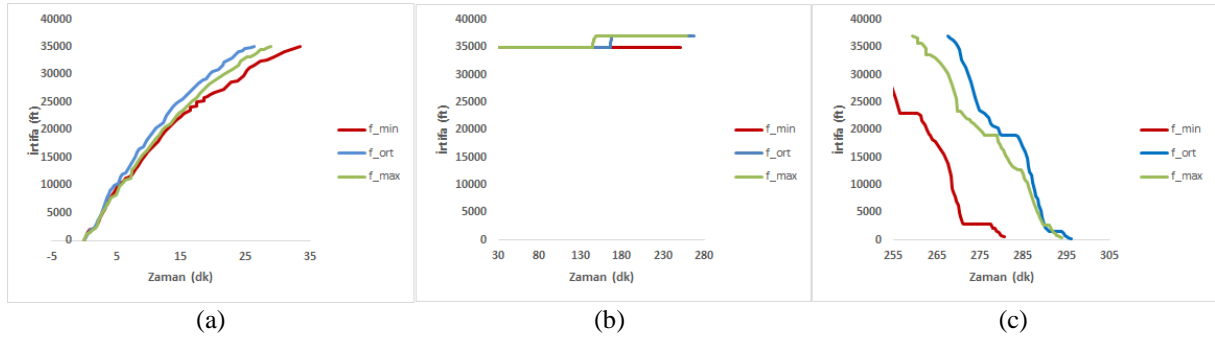 40000
35000
30000
25000
20000
15000
10000
5000
0
İrtifa (ft)
-5 5 15 25 35
Zaman (dk)
f_min
f_ort
f_max
(a)
40000
35000
30000
25000
20000
15000
10000
5000
0
İrtifa (ft)
30 80 130 180 230 280
Zaman (dk)
f_min
f_ort
f_max
(b)
40000
35000
30000
25000
20000
15000
10000
5000
0
İrtifa (ft)
255 265 275 285 295 305
Zaman (dk)
f_min
f_ort
f_max
(c)